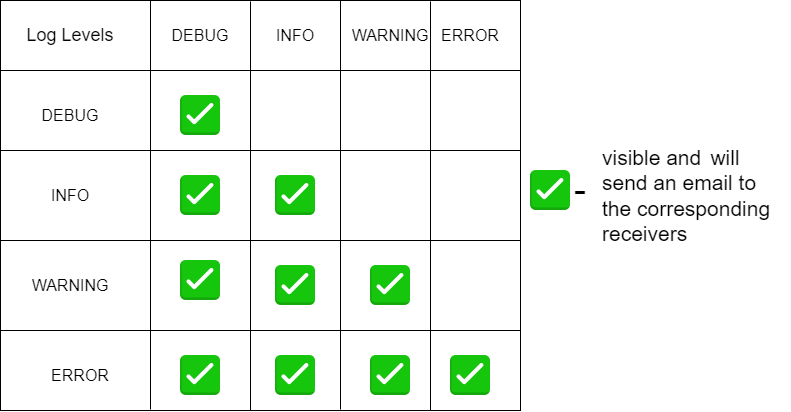 Log Levels DEBUG INFO WARNING ERROR
DEBUG
INFO
WARNING
ERROR
- visible and will
send an email to
the corresponding
receivers